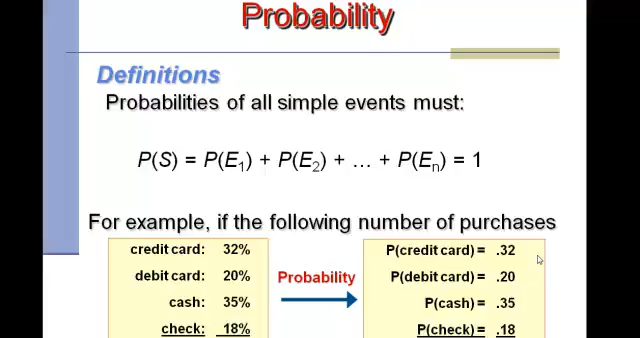 Probability
Definitions
Probabilities of all simple events must:
P(S) = P(E1) + P(E2) + … + P(En) = 1
For example, if the following number of purchases
credit card: 32%
debit card: 20%
cash: 35%
check: 18%
Probability
P(credit card) = .32
P(debit card) = .20
P(cash) = .35
P(check) = .18